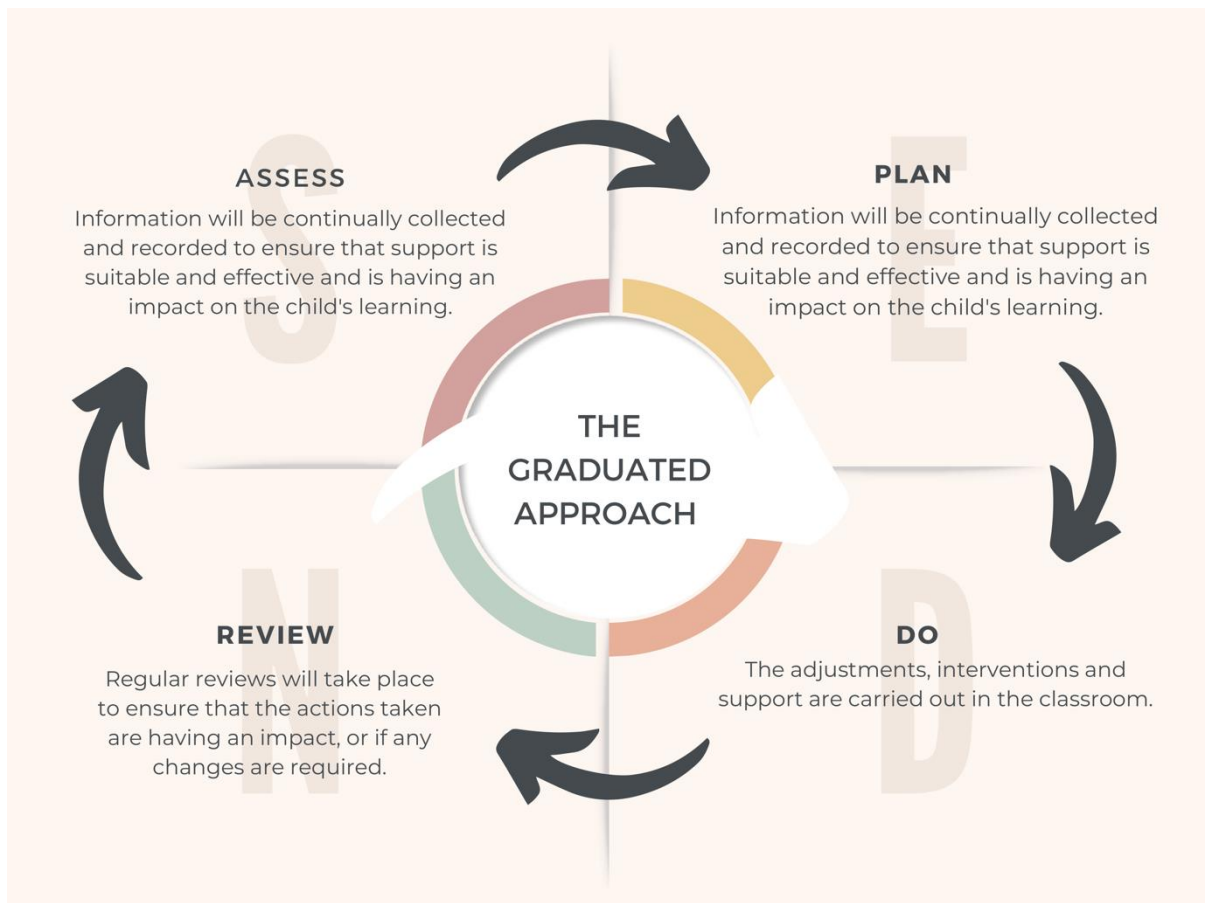 S
ASSESS
Information will be continually collected
and recorded to ensure that support is
suitable and effective and is having an
impact on the child's learning.
E
PLAN
Information will be continually collected
and recorded to ensure that support is
suitable and effective and is having an
impact on the child's learning.
THE
GRADUATED
APPROACH
N
REVIEW
Regular reviews will take place
to ensure that the actions taken
are having an impact, or if any
changes are required.
D
DO
The adjustments, interventions and
support are carried out in the classroom.